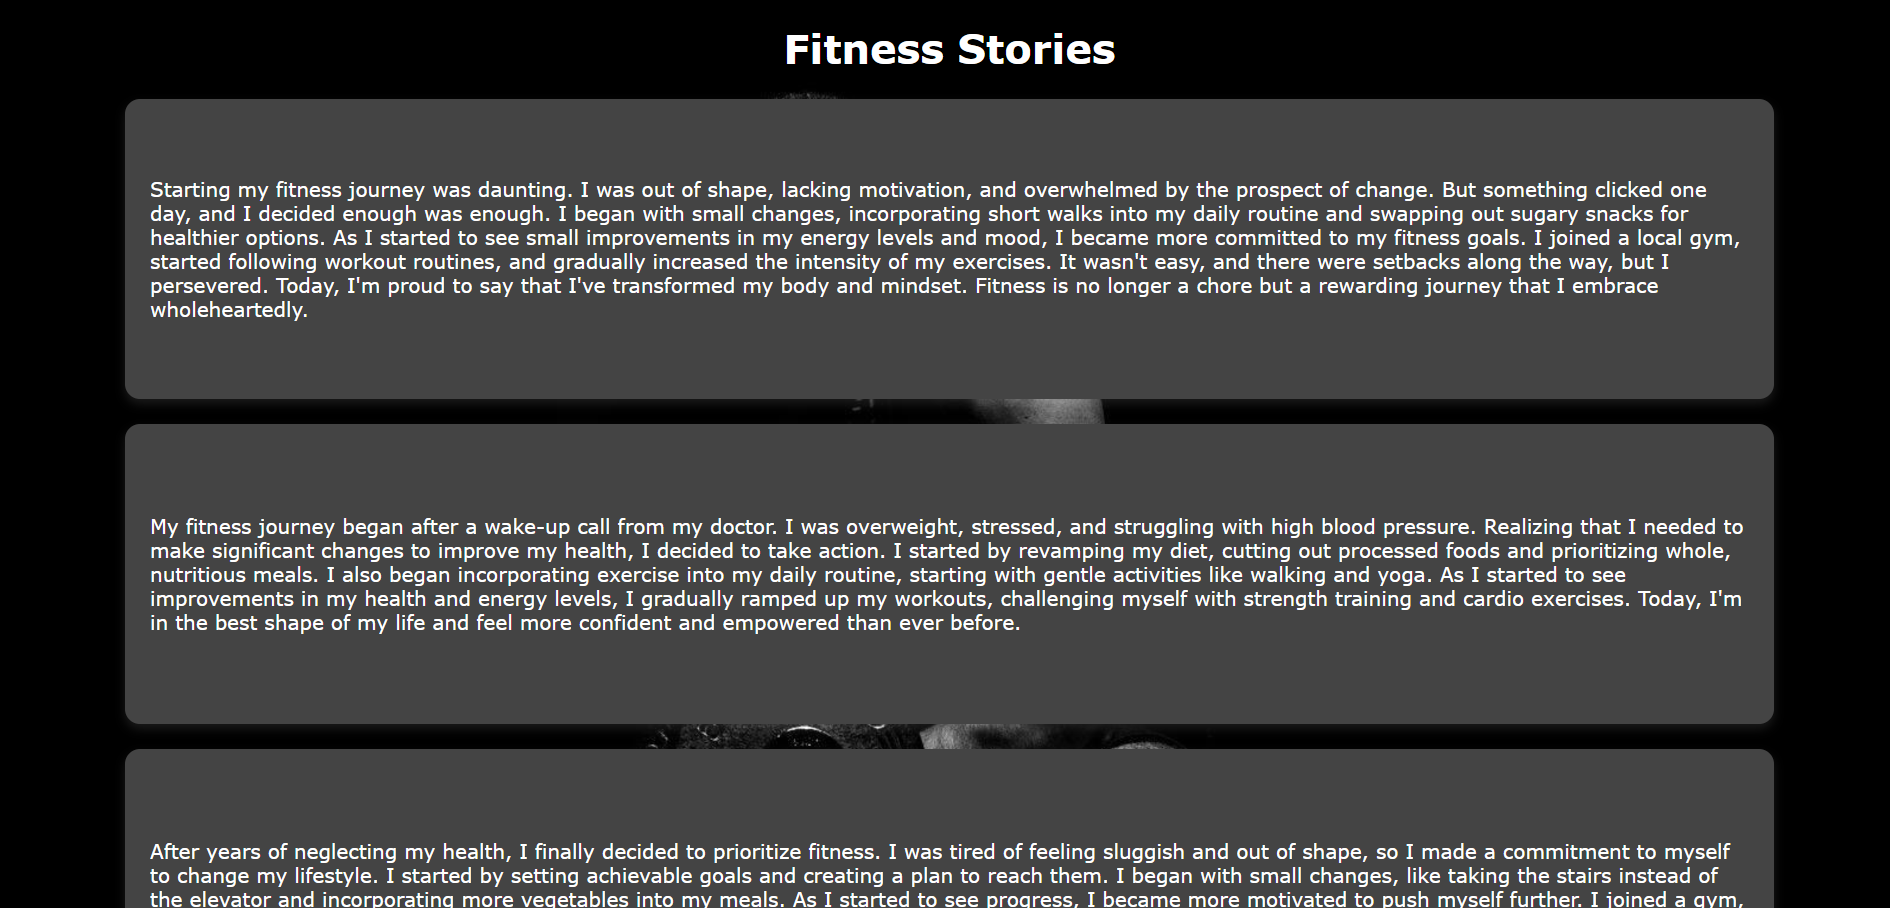 Fitness Stories
Starting my fitness journey was daunting. I was out of shape, lacking motivation, and overwhelmed by the prospect of change. But something clicked one
day, and I decided enough was enough. I began with small changes, incorporating short walks into my daily routine and swapping out sugary snacks for
healthier options. As I started to see small improvements in my energy levels and mood, I became more committed to my fitness goals. I joined a local gym,
started following workout routines, and gradually increased the intensity of my exercises. It wasn't easy, and there were setbacks along the way, but I
persevered. Today, I'm proud to say that I've transformed my body and mindset. Fitness is no longer a chore but a rewarding journey that I embrace
wholeheartedly.
My fitness journey began after a wake-up call from my doctor. I was overweight, stressed, and struggling with high blood pressure. Realizing that I needed to
make significant changes to improve my health, I decided to take action. I started by revamping my diet, cutting out processed foods and prioritizing whole,
nutritious meals. I also began incorporating exercise into my daily routine, starting with gentle activities like walking and yoga. As I started to see
improvements in my health and energy levels, I gradually ramped up my workouts, challenging myself with strength training and cardio exercises. Today, I'm
in the best shape of my life and feel more confident and empowered than ever before.
After years of neglecting my health, I finally decided to prioritize fitness. I was tired of feeling sluggish and out of shape, so I made a commitment to myself
to change my lifestyle. I started by setting achievable goals and creating a plan to reach them. I began with small changes, like taking the stairs instead of
the elevator and incorporating more vegetables into my meals. As I started to see progress, I became more motivated to push myself further. I joined a gym,